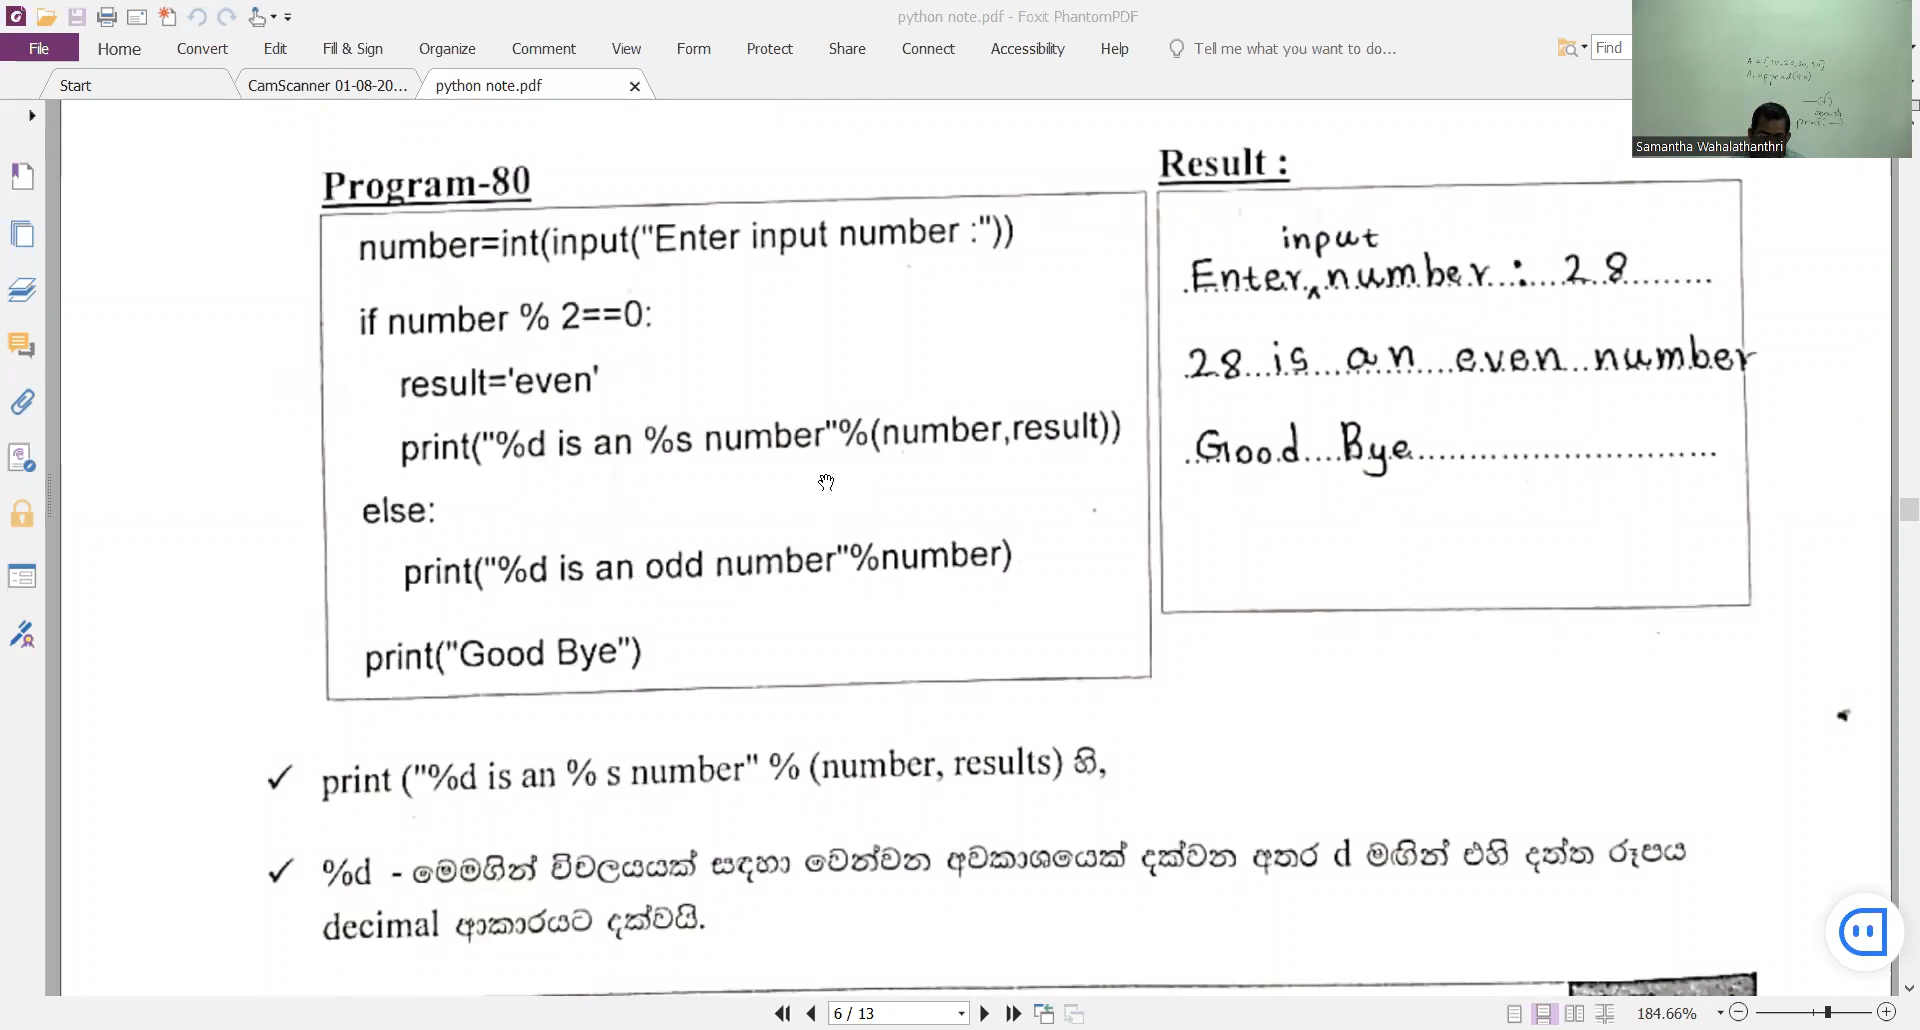 python note.pdf - Foxit PhantomPDF
File Home Convert Edit Fill & Sign Organize Comment View Form Protect Share Connect Accessibility Help Tell me what you want to do... Find
Start CamScanner 01-08-20... python note.pdf
Samantha Wahalathanthri
Program-80
number=int(input("Enter input number :"))
if number % 2==0:
result='even'
print("%d is an %s number"%(number,result))
else:
print("%d is an odd number"%number)
print("Good Bye")
Result :
input
Enter number : 28
28 is an even number
Good Bye
✓ print ("%d is an % s number" % (number, results) හි,
✓ %d - මෙමගින් විචලයයක් සඳහා වෙන්වන අවකාශයෙක් දක්වන අතර d මඟින් එහි දත්ත රූපය
decimal ආකාරයට දක්වයි.
6 / 13
184.66%